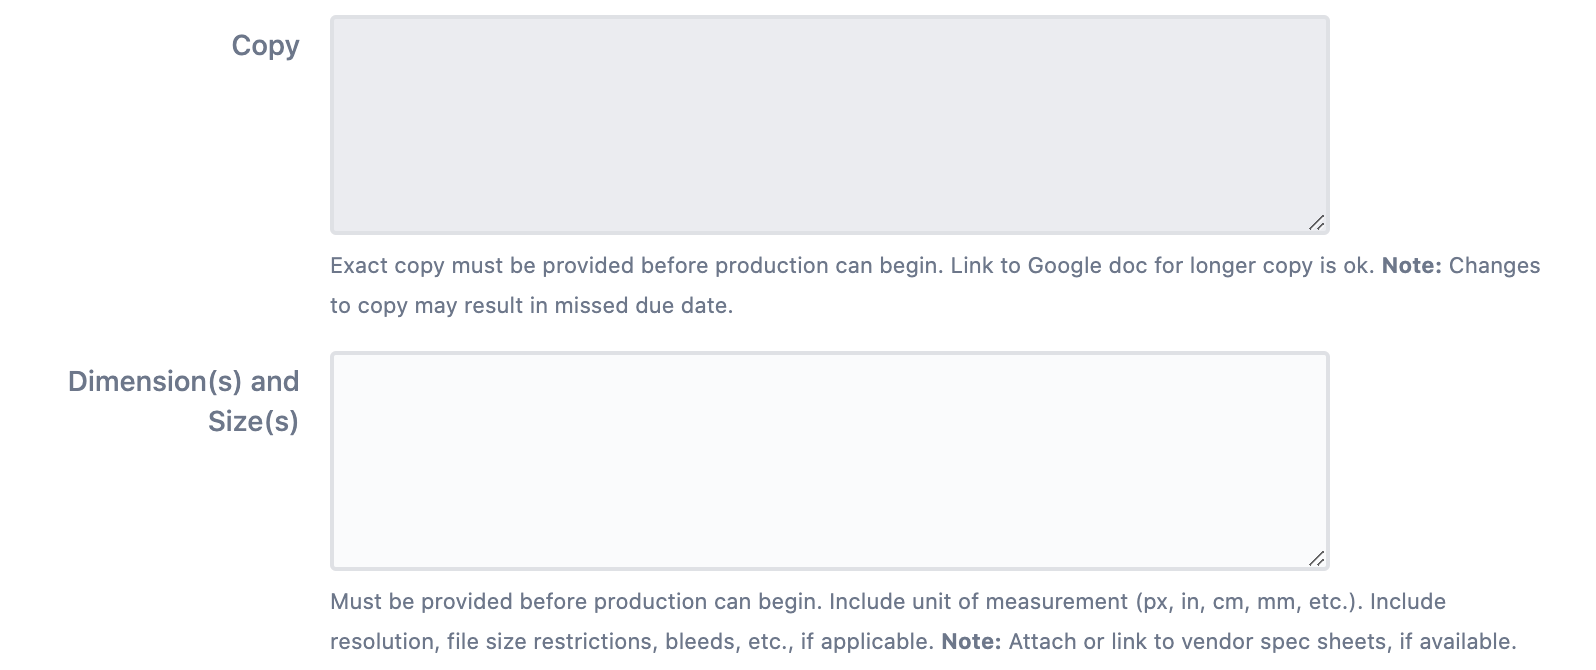 Copy
Exact copy must be provided before production can begin. Link to Google doc for longer copy is ok. Note: Changes
to copy may result in missed due date.
Dimension(s) and
Size(s)
Must be provided before production can begin. Include unit of measurement (px, in, cm, mm, etc.). Include
resolution, file size restrictions, bleeds, etc., if applicable. Note: Attach or link to vendor spec sheets, if available.